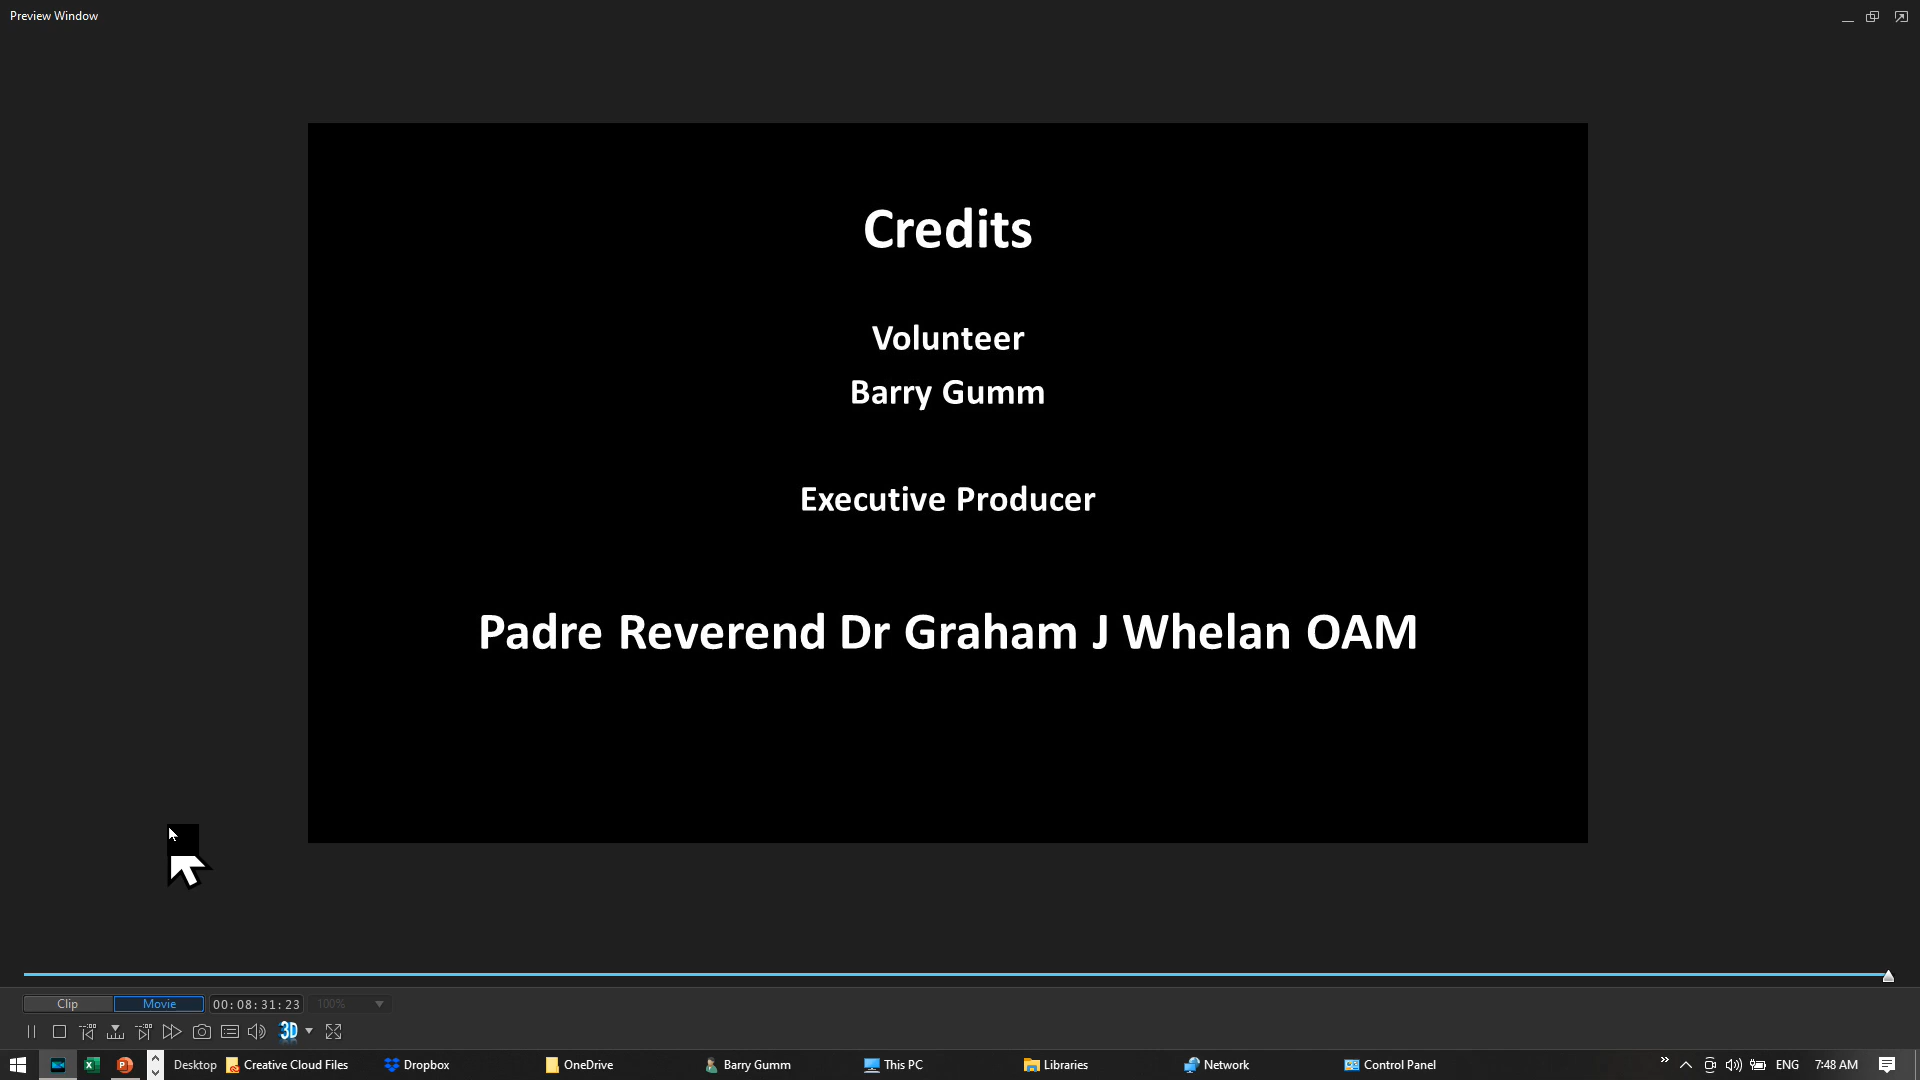 Preview Window
Credits
Volunteer
Barry Gumm
Executive Producer
Padre Reverend Dr Graham J Whelan OAM
Clip Movie 00:08:31:23 100%
3D
Desktop Creative Cloud Files Dropbox OneDrive Barry Gumm This PC Libraries Network Control Panel ENG 7:48 AM